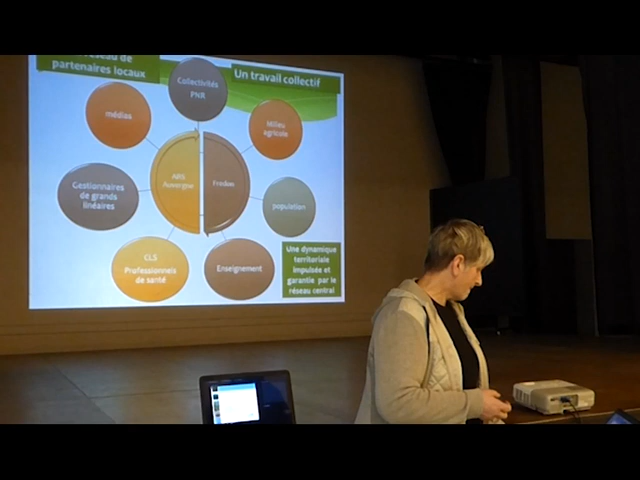 partenaires locaux
Un travail collectif
Collectivités
PNR
médias
Milieu
agricole
ARS
Auvergne
Fredon
Gestionnaires
de grands
linéaires
population
CLS
Professionnels
de santé
Enseignement
Une dynamique
territoriale
impulsée et
garantie par le
réseau central